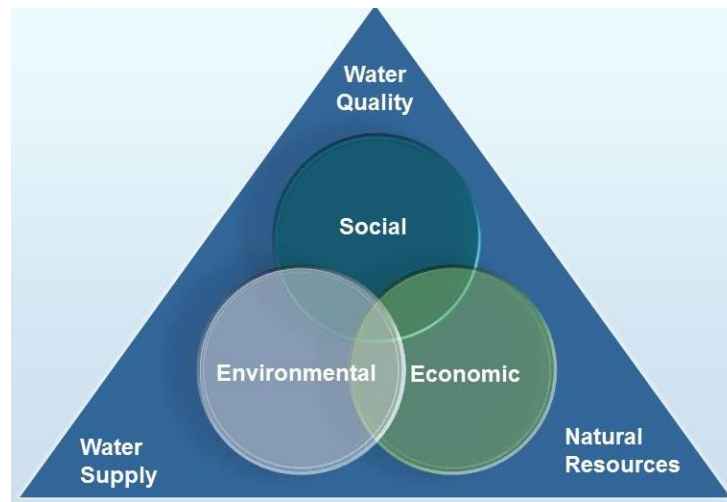 Water
Quality
Social
Environmental
Economic
Water
Supply
Natural
Resources